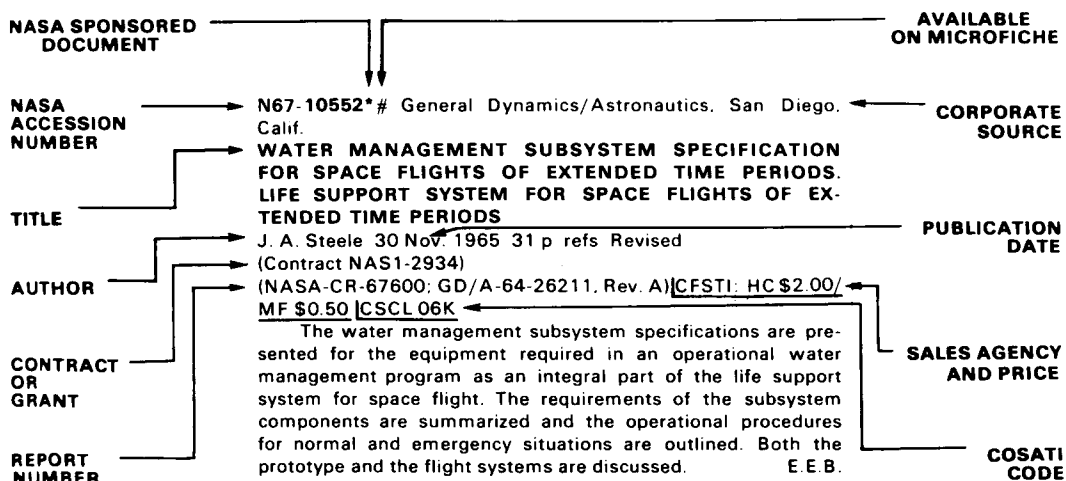 NASA SPONSORED
DOCUMENT
AVAILABLE
ON MICROFICHE
NASA
ACCESSION
NUMBER
N67-10552*# General Dynamics/Astronautics, San Diego,
Calif.
CORPORATE
SOURCE
WATER MANAGEMENT SUBSYSTEM SPECIFICATION
FOR SPACE FLIGHTS OF EXTENDED TIME PERIODS.
LIFE SUPPORT SYSTEM FOR SPACE FLIGHTS OF EX-
TENDED TIME PERIODS
TITLE
J. A. Steele 30 Nov. 1965 31 p refs Revised
PUBLICATION
DATE
(Contract NAS1-2934)
AUTHOR
(NASA-CR-67600; GD/A-64-26211, Rev. A) CFSTI: HC $2.00/
MF $0.50 CSCL 06K
The water management subsystem specifications are pre-
sented for the equipment required in an operational water
management program as an integral part of the life support
system for space flight. The requirements of the subsystem
components are summarized and the operational procedures
for normal and emergency situations are outlined. Both the
prototype and the flight systems are discussed. E.E.B.
CONTRACT
OR
GRANT
SALES AGENCY
AND PRICE
REPORT
NUMBER
COSATI
CODE